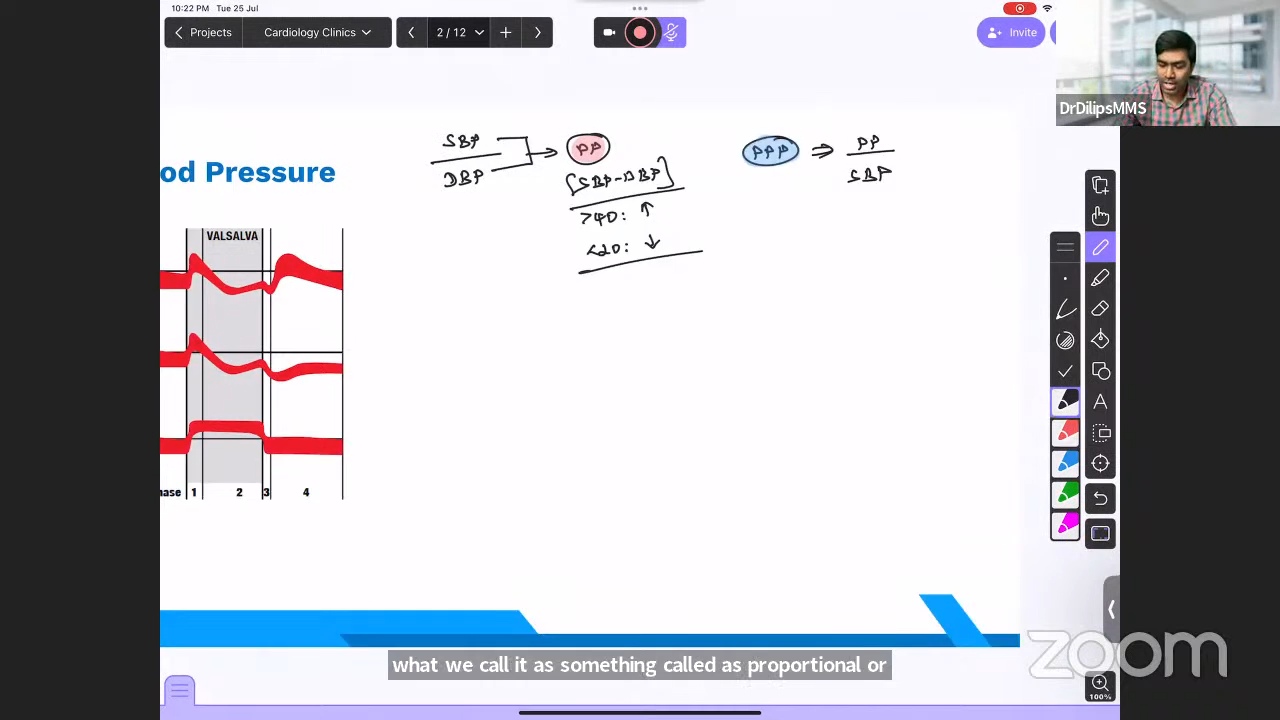 10:22 PM Tue 25 Jul
Projects
Cardiology Clinics
2 / 12
Invite
DrDilipsMMS
SBP
DBP
PP
[SBP-DBP]
>40: ↑
<20: ↓
PPP ⇒ PP
SBP
od Pressure
VALSALVA
hase 1 2 3 4
A
100%
what we call it as something called as proportional or
zoom